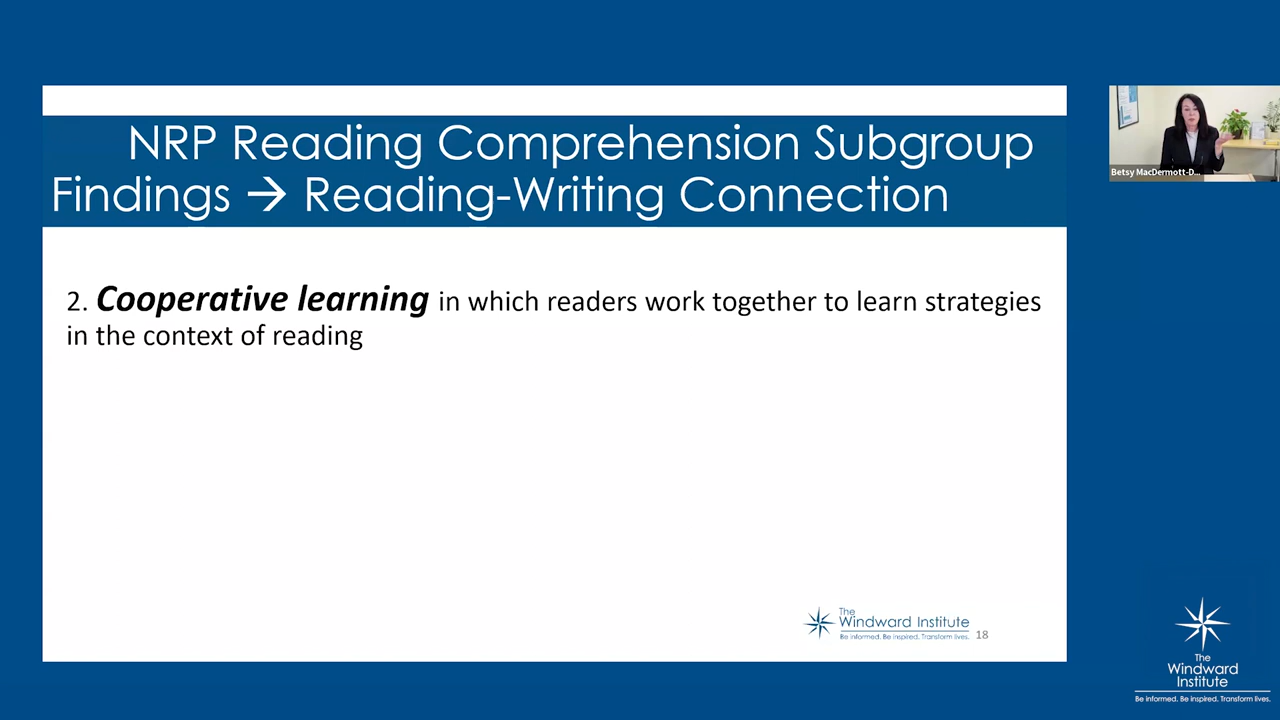 NRP Reading Comprehension Subgroup
Findings → Reading-Writing Connection
2. Cooperative learning in which readers work together to learn strategies
in the context of reading
The
Windward Institute
Be informed. Be inspired. Transform lives.
18
Betsy MacDermott-D...
The
Windward
Institute
Be informed. Be inspired. Transform lives.